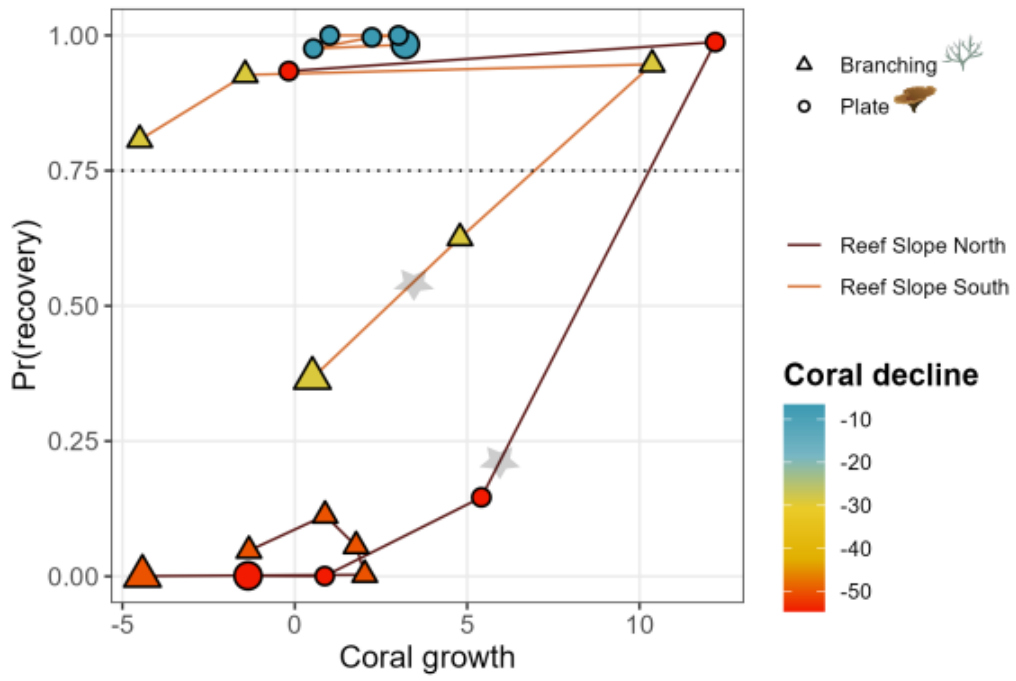 1.00
0.75
0.50
0.25
0.00
Pr(recovery)
-5
0
5
10
Coral growth
Branching
Plate
Reef Slope North
Reef Slope South
Coral decline
-10
-20
-30
-40
-50